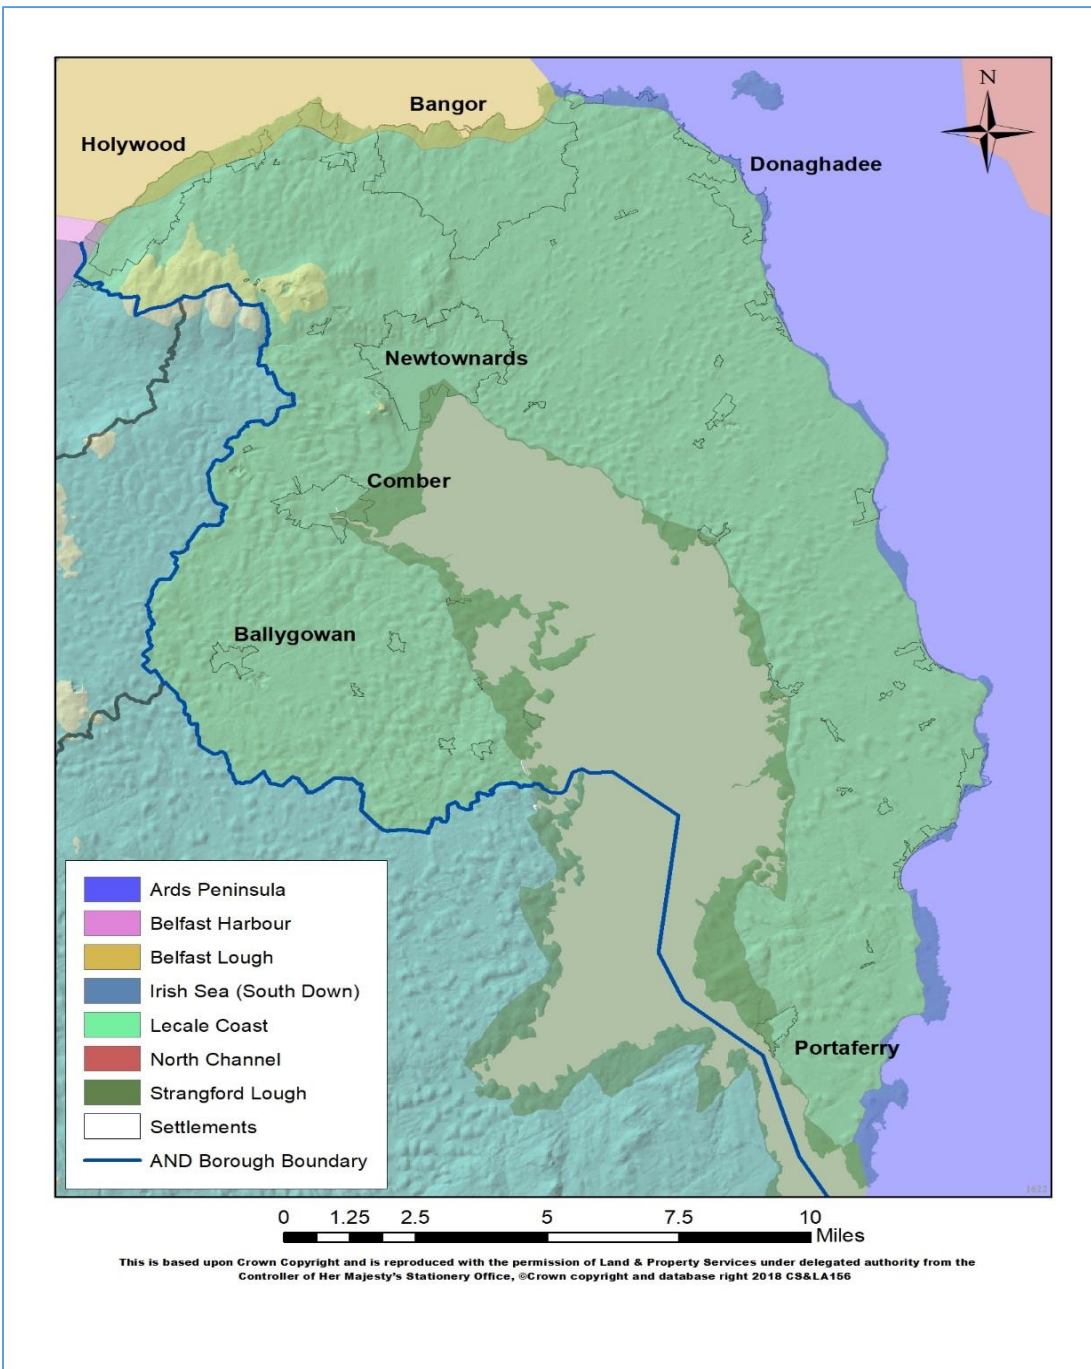 N
Bangor
Holywood
Donaghadee
Newtownards
Comber
Ballygowan
Portaferry
Ards Peninsula
Belfast Harbour
Belfast Lough
Irish Sea (South Down)
Lecale Coast
North Channel
Strangford Lough
Settlements
AND Borough Boundary
0 1.25 2.5 5 7.5 10
Miles
This is based upon Crown Copyright and is reproduced with the permission of Land & Property Services under delegated authority from the
Controller of Her Majesty's Stationery Office, ©Crown copyright and database right 2018 CS&LA156